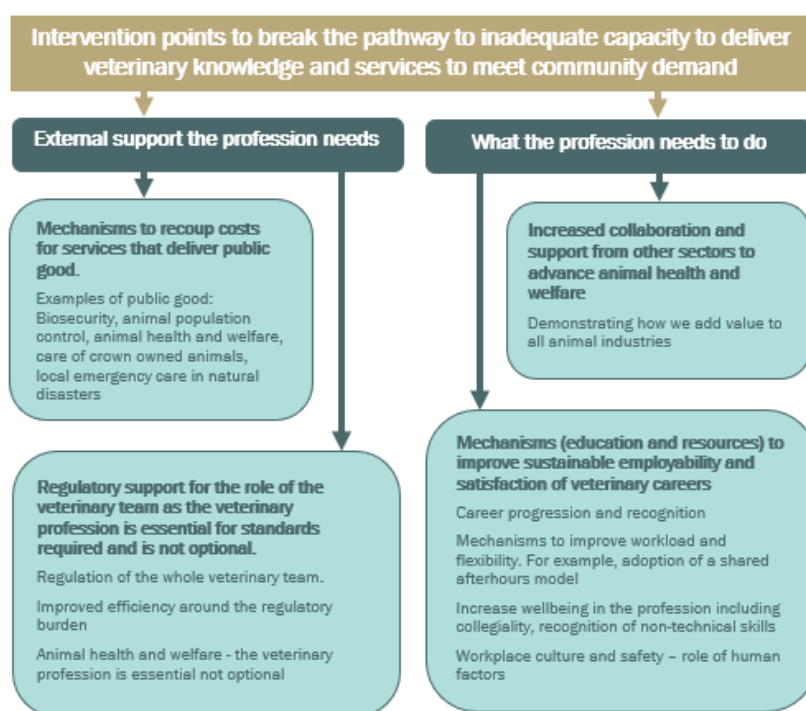 Intervention points to break the pathway to inadequate capacity to deliver
veterinary knowledge and services to meet community demand
External support the profession needs
Mechanisms to recoup costs
for services that deliver public
good.
Examples of public good:
Biosecurity, animal population
control, animal health and welfare,
care of crown owned animals,
local emergency care in natural
disasters
Regulatory support for the role of the
veterinary team as the veterinary
profession is essential for standards
required and is not optional.
Regulation of the whole veterinary team.
Improved efficiency around the regulatory
burden
Animal health and welfare - the veterinary
profession is essential not optional
What the profession needs to do
Increased collaboration and
support from other sectors to
advance animal health and
welfare
Demonstrating how we add value to
all animal industries
Mechanisms (education and resources) to
improve sustainable employability and
satisfaction of veterinary careers
Career progression and recognition
Mechanisms to improve workload and
flexibility. For example, adoption of a shared
afterhours model
Increase wellbeing in the profession including
collegiality, recognition of non-technical skills
Workplace culture and safety – role of human
factors